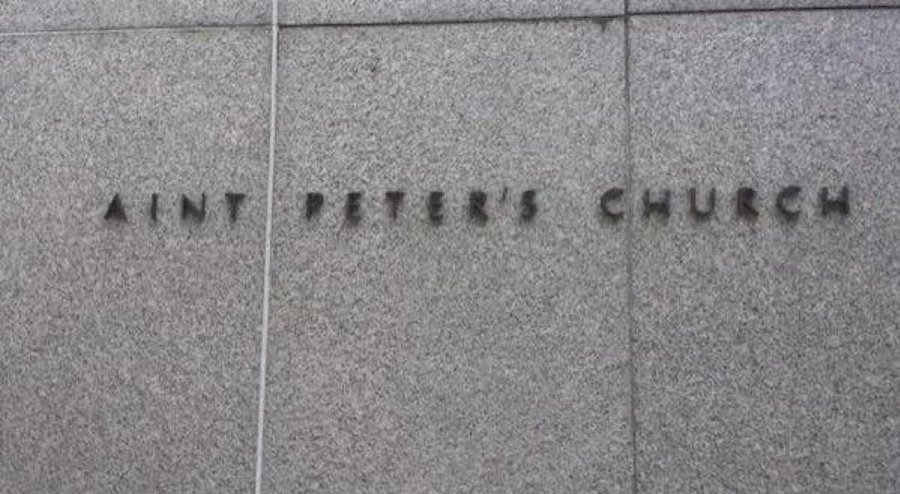 AINT PETER'S CHURCH